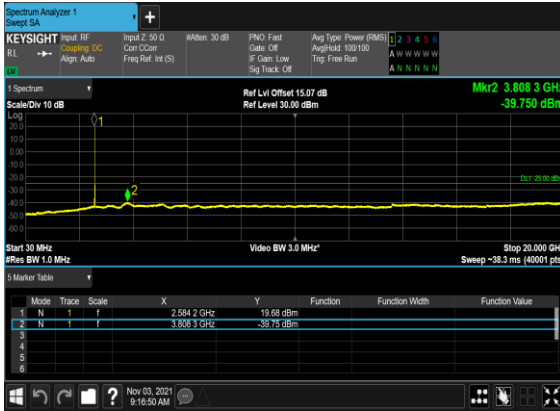 Spectrum Analyzer 1
Swept SA
+
KEYSIGHT
RL
Input: RF
Coupling: DC
Align: Auto
Input Z: 50 Ω
Corr CCorr
Freq Ref: Int (S)
#Atten: 30 dB
PNO: Fast
Gate: Off
IF Gain: Low
Sig Track: Off
Avg Type: Power (RMS)
Avg|Hold: 100/100
Trig: Free Run
1 2 3 4 5 6
A W W W W W
A N N N N N
1 Spectrum
Scale/Div 10 dB
Ref Lvl Offset 15.07 dB
Ref Level 30.00 dBm
Mkr2 3.808 3 GHz
-39.750 dBm
Log
20.0
10.0
0.00
-10.0
-20.0
-30.0
-40.0
-50.0
-60.0
1
2
Start 30 MHz
#Res BW 1.0 MHz
Video BW 3.0 MHz*
Stop 20.000 GH
Sweep ~38.3 ms (40001 pts
5 Marker Table
Mode Trace Scale X Y Function Function Width Function Value
1 N 1 f 2.584 2 GHz 19.68 dBm
2 N 1 f 3.808 3 GHz -39.75 dBm
3
4
5
6
?
Nov 03, 2021
9:16:50 AM